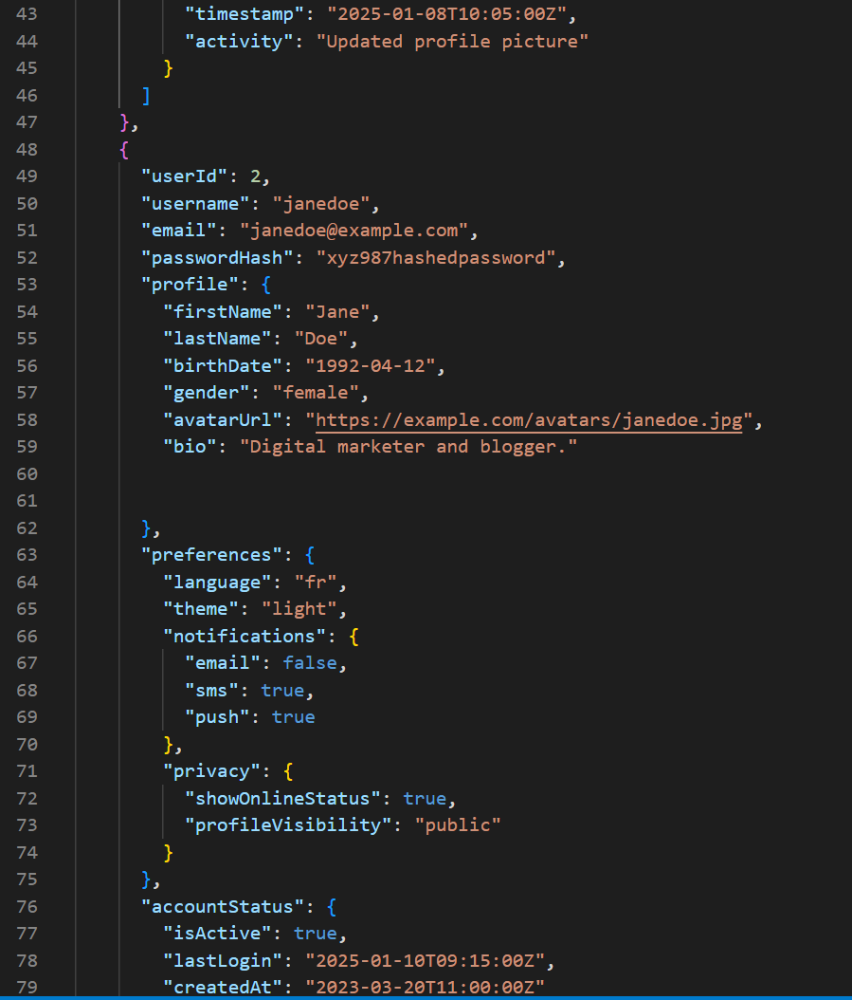 43 "timestamp": "2025-01-08T10:05:00Z",
44 "activity": "Updated profile picture"
45 }
46 ]
47 },
48 {
49 "userId": 2,
50 "username": "janedoe",
51 "email": "janedoe@example.com",
52 "passwordHash": "xyz987hashedpassword",
53 "profile": {
54 "firstName": "Jane",
55 "lastName": "Doe",
56 "birthDate": "1992-04-12",
57 "gender": "female",
58 "avatarUrl": "https://example.com/avatars/janedoe.jpg",
59 "bio": "Digital marketer and blogger."
60
61
62 },
63 "preferences": {
64 "language": "fr",
65 "theme": "light",
66 "notifications": {
67 "email": false,
68 "sms": true,
69 "push": true
70 },
71 "privacy": {
72 "showOnlineStatus": true,
73 "profileVisibility": "public"
74 }
75 },
76 "accountStatus": {
77 "isActive": true,
78 "lastLogin": "2025-01-10T09:15:00Z",
79 "createdAt": "2023-03-20T11:00:00Z"